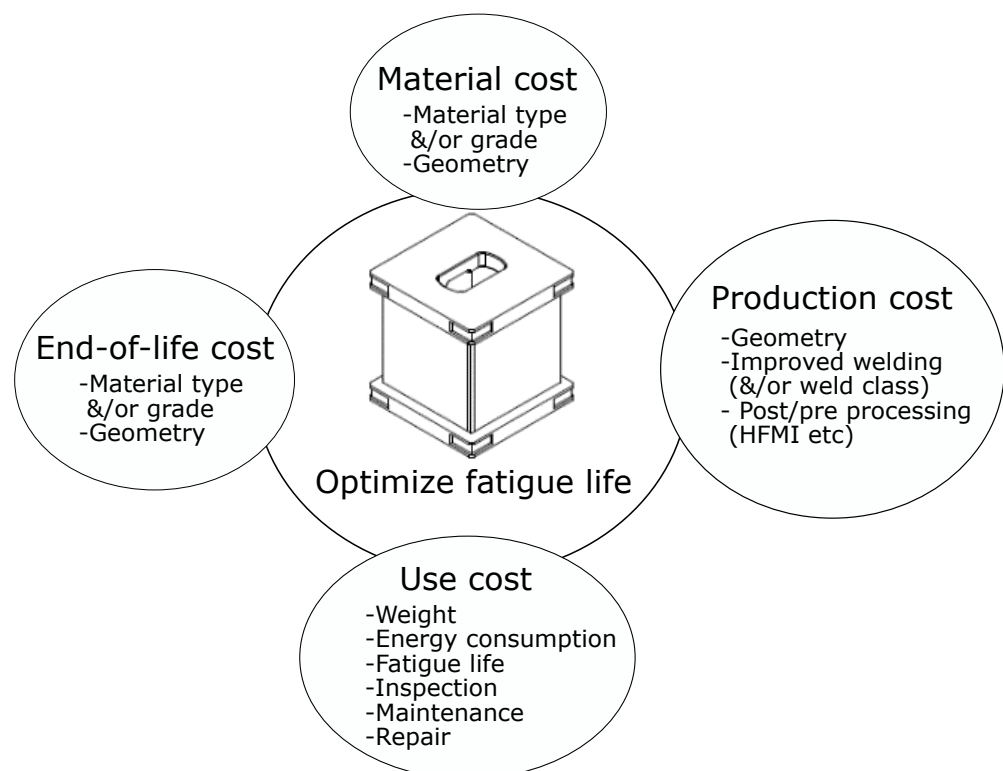 Material cost
-Material type
&/or grade
-Geometry
End-of-life cost
-Material type
&/or grade
-Geometry
Production cost
-Geometry
-Improved welding
(&/or weld class)
- Post/pre processing
(HFMI etc)
Optimize fatigue life
Use cost
-Weight
-Energy consumption
-Fatigue life
-Inspection
-Maintenance
-Repair